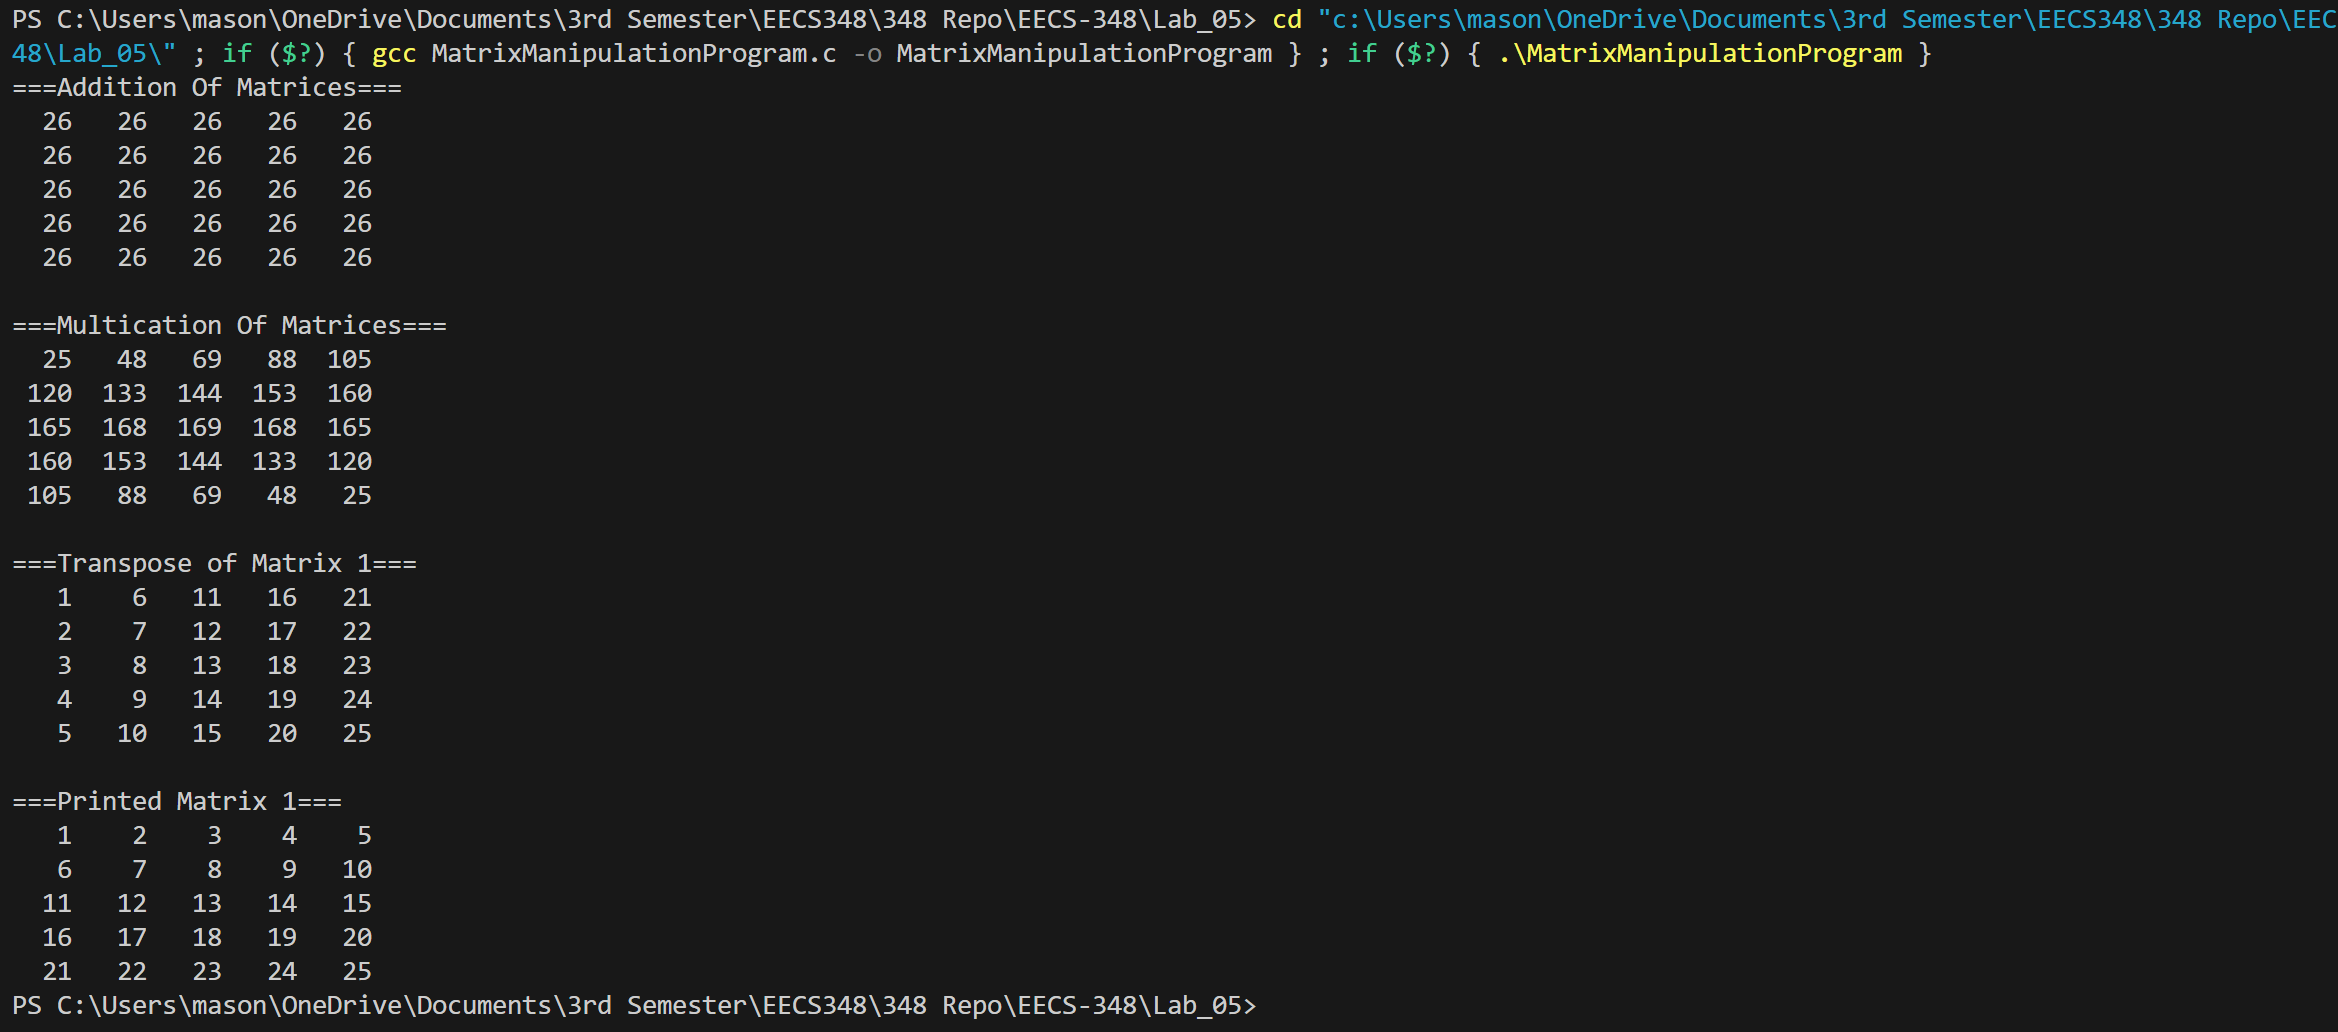 PS C:\Users\mason\OneDrive\Documents\3rd Semester\EECS348\348 Repo\EECS-348\Lab_05> cd "c:\Users\mason\OneDrive\Documents\3rd Semester\EECS348\348 Repo\EEC
48\Lab_05\" ; if ($?) { gcc MatrixManipulationProgram.c -o MatrixManipulationProgram } ; if ($?) { .\MatrixManipulationProgram }
===Addition Of Matrices===
  26   26   26   26   26
  26   26   26   26   26
  26   26   26   26   26
  26   26   26   26   26
  26   26   26   26   26

===Multication Of Matrices===
  25   48   69   88  105
 120  133  144  153  160
 165  168  169  168  165
 160  153  144  133  120
 105   88   69   48   25

===Transpose of Matrix 1===
   1    6   11   16   21
   2    7   12   17   22
   3    8   13   18   23
   4    9   14   19   24
   5   10   15   20   25

===Printed Matrix 1===
   1    2    3    4    5
   6    7    8    9   10
  11   12   13   14   15
  16   17   18   19   20
  21   22   23   24   25
PS C:\Users\mason\OneDrive\Documents\3rd Semester\EECS348\348 Repo\EECS-348\Lab_05>